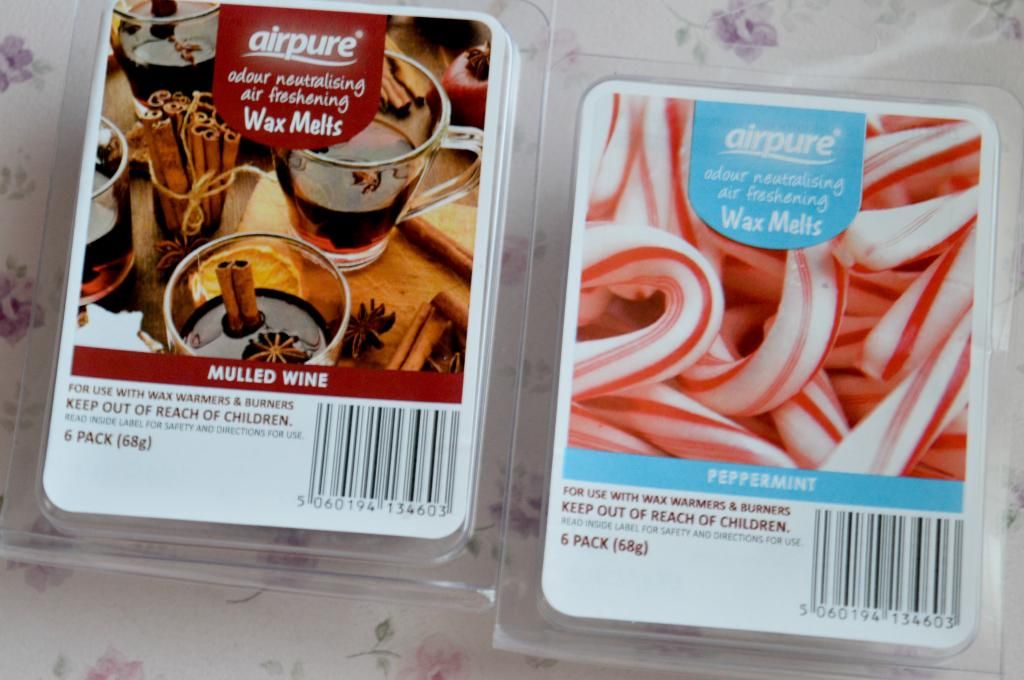 airpure®
odour neutralising
air freshening
Wax Melts
MULLED WINE
FOR USE WITH WAX WARMERS & BURNERS
KEEP OUT OF REACH OF CHILDREN.
READ INSIDE LABEL FOR SAFETY AND DIRECTIONS FOR USE.
6 PACK (68g)
5 060194 134603
airpure®
odour neutralising
air freshening
Wax Melts
PEPPERMINT
FOR USE WITH WAX WARMERS & BURNERS
KEEP OUT OF REACH OF CHILDREN.
READ INSIDE LABEL FOR SAFETY AND DIRECTIONS FOR USE.
6 PACK (68g)
5 060194 134603